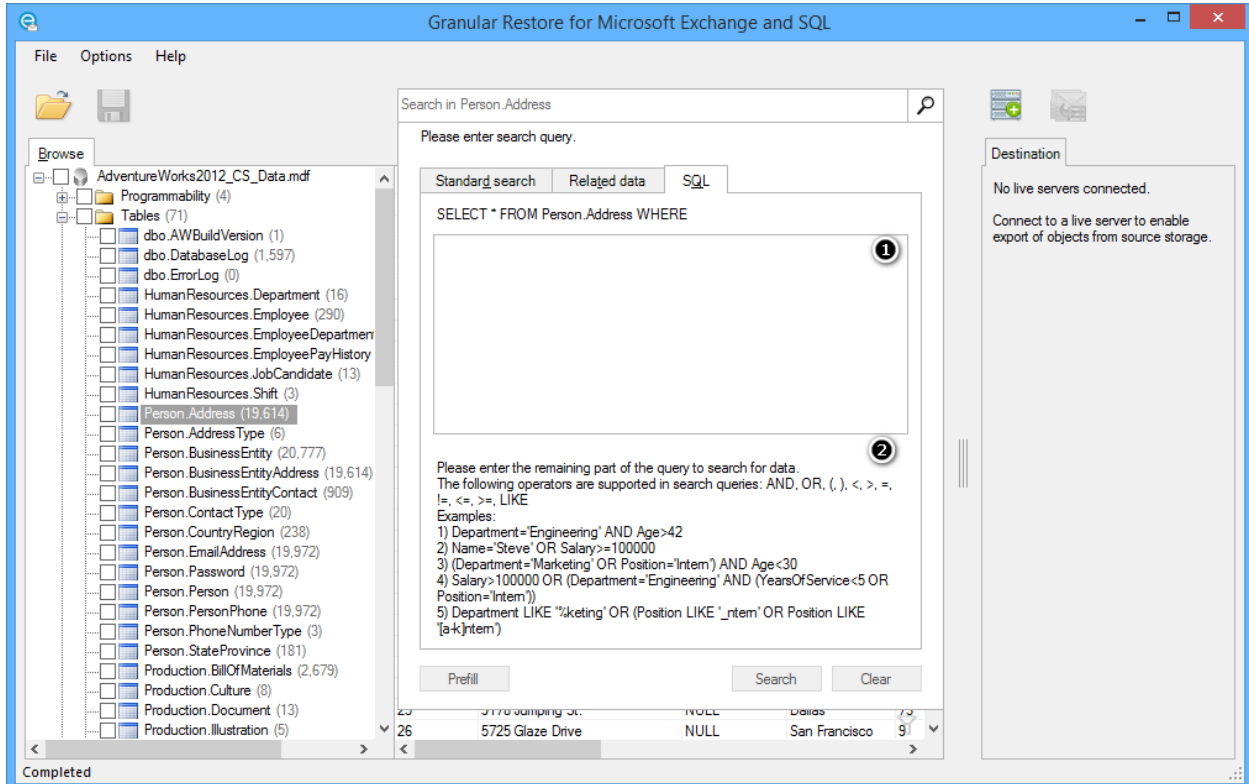 Granular Restore for Microsoft Exchange and SQL
File Options Help
Search in Person.Address
Please enter search query.
Browse
AdventureWorks2012_CS_Data.mdf
Programmability (4)
Tables (71)
dbo.AWBuildVersion (1)
dbo.DatabaseLog (1,597)
dbo.ErrorLog (0)
HumanResources.Department (16)
HumanResources.Employee (290)
HumanResources.EmployeeDepartment
HumanResources.EmployeePayHistory
HumanResources.JobCandidate (13)
HumanResources.Shift (3)
Person.Address (19,614)
Person.AddressType (6)
Person.BusinessEntity (20,777)
Person.BusinessEntityAddress (19,614)
Person.BusinessEntityContact (909)
Person.ContactType (20)
Person.CountryRegion (238)
Person.EmailAddress (19,972)
Person.Password (19,972)
Person.Person (19,972)
Person.PersonPhone (19,972)
Person.PhoneNumberType (3)
Person.StateProvince (181)
Production.BillOfMaterials (2,679)
Production.Culture (8)
Production.Document (13)
Production.Illustration (5)
Standard search Related data SQL
SELECT * FROM Person.Address WHERE
1
2
Please enter the remaining part of the query to search for data.
The following operators are supported in search queries: AND, OR, (, ), <, >, =,
!=, <=, >=, LIKE
Examples:
1) Department='Engineering' AND Age>42
2) Name='Steve' OR Salary>=100000
3) (Department='Marketing' OR Position='Intern') AND Age<30
4) Salary>100000 OR (Department='Engineering' AND (YearsOfService<5 OR
Position='Intern'))
5) Department LIKE '%keting' OR (Position LIKE '_ntern' OR Position LIKE
'[a-k]ntern')
Prefill Search Clear
25 5178 Jumping St. NULL Dallas 75
26 5725 Glaze Drive NULL San Francisco 9
Destination
No live servers connected.
Connect to a live server to enable
export of objects from source storage.
Completed